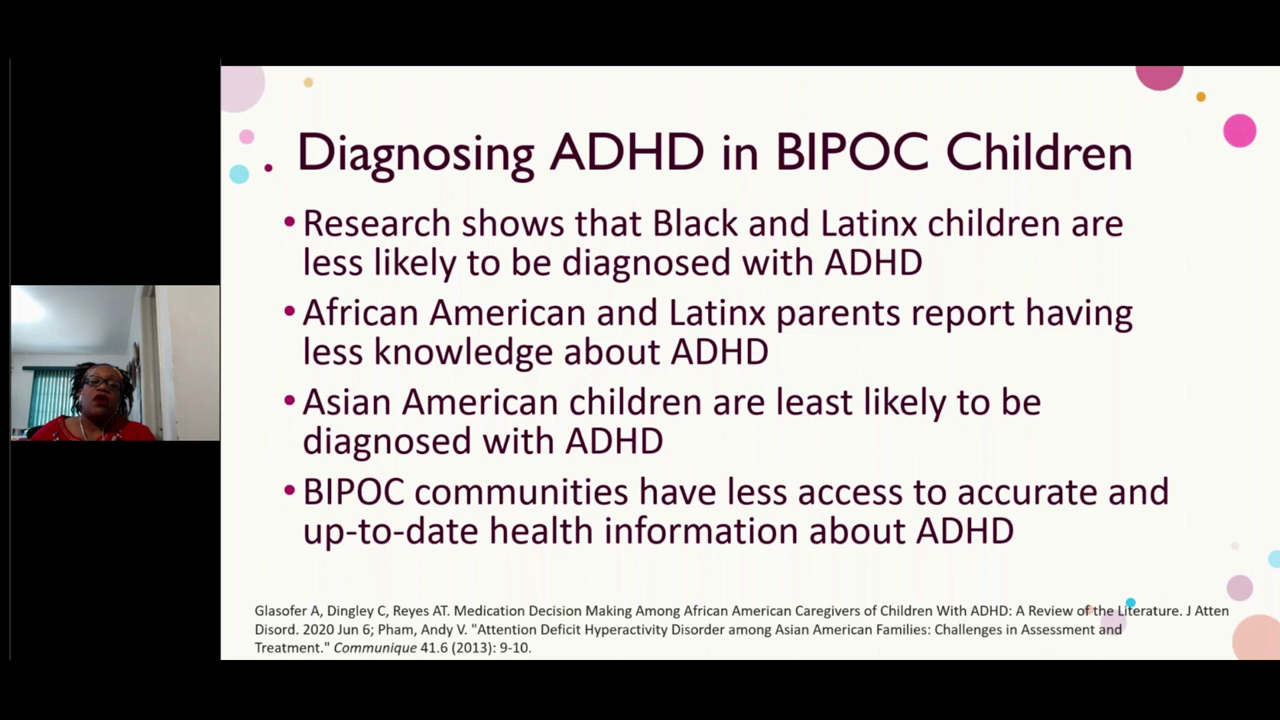 Diagnosing ADHD in BIPOC Children
•Research shows that Black and Latinx children are
less likely to be diagnosed with ADHD
•African American and Latinx parents report having
less knowledge about ADHD
•Asian American children are least likely to be
diagnosed with ADHD
•BIPOC communities have less access to accurate and
up-to-date health information about ADHD
Glasofer A, Dingley C, Reyes AT. Medication Decision Making Among African American Caregivers of Children With ADHD: A Review of the Literature. J Atten
Disord. 2020 Jun 6; Pham, Andy V. "Attention Deficit Hyperactivity Disorder among Asian American Families: Challenges in Assessment and
Treatment." Communique 41.6 (2013): 9-10.